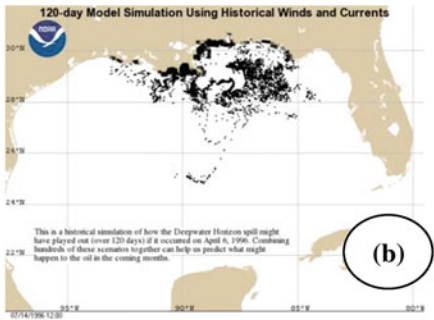 120-day Model Simulation Using Historical Winds and Currents
NOAA
30°N
28°N
26°N
24°N
22°N
This is a historical simulation of how the Deepwater Horizon spill might
have played out (over 120 days) if it occurred on April 6, 1996. Combining
hundreds of these scenarios together can help us predict what might
happen to the oil in the coming months.
(b)
95°W
90°W
85°W
80°W
07/14/1996 12:00